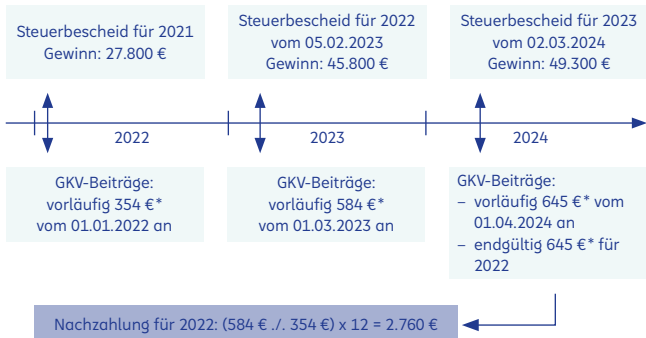 Steuerbescheid für 2021
Gewinn: 27.800 €
Steuerbescheid für 2022
vom 05.02.2023
Gewinn: 45.800 €
Steuerbescheid für 2023
vom 02.03.2024
Gewinn: 49.300 €
2022
2023
2024
GKV-Beiträge:
vorläufig 354 €*
vom 01.01.2022 an
GKV-Beiträge:
vorläufig 584 €*
vom 01.03.2023 an
GKV-Beiträge:
– vorläufig 645 €* vom
01.04.2024 an
– endgültig 645 €* für
2022
Nachzahlung für 2022: (584 € ./. 354 €) x 12 = 2.760 €